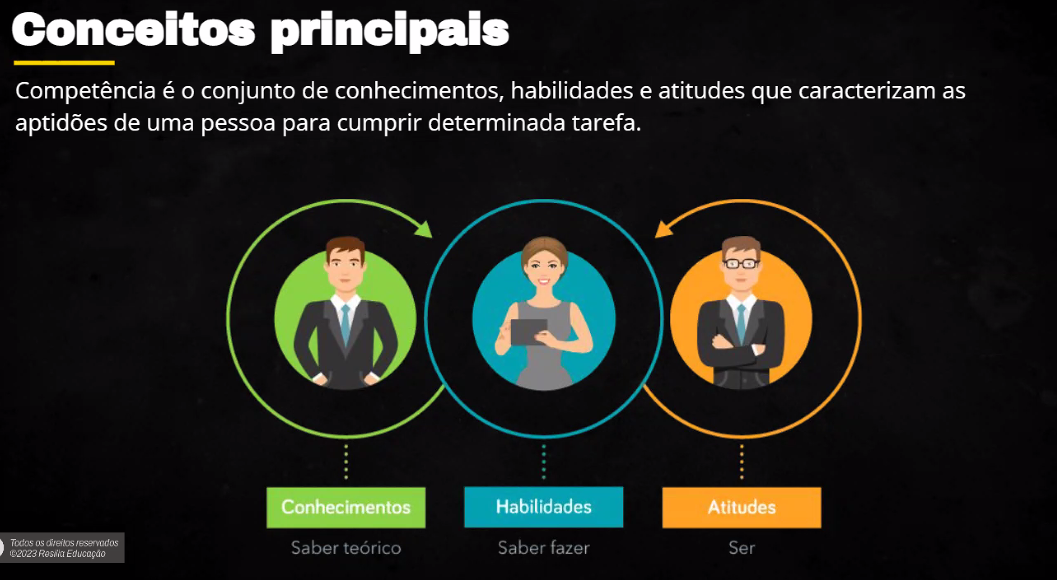 Conceitos principais
Competência é o conjunto de conhecimentos, habilidades e atitudes que caracterizam as
aptidões de uma pessoa para cumprir determinada tarefa.
Conhecimentos
Habilidades
Atitudes
Saber teórico
Saber fazer
Ser
Todos os direitos reservados
©2023 Resilia Educação